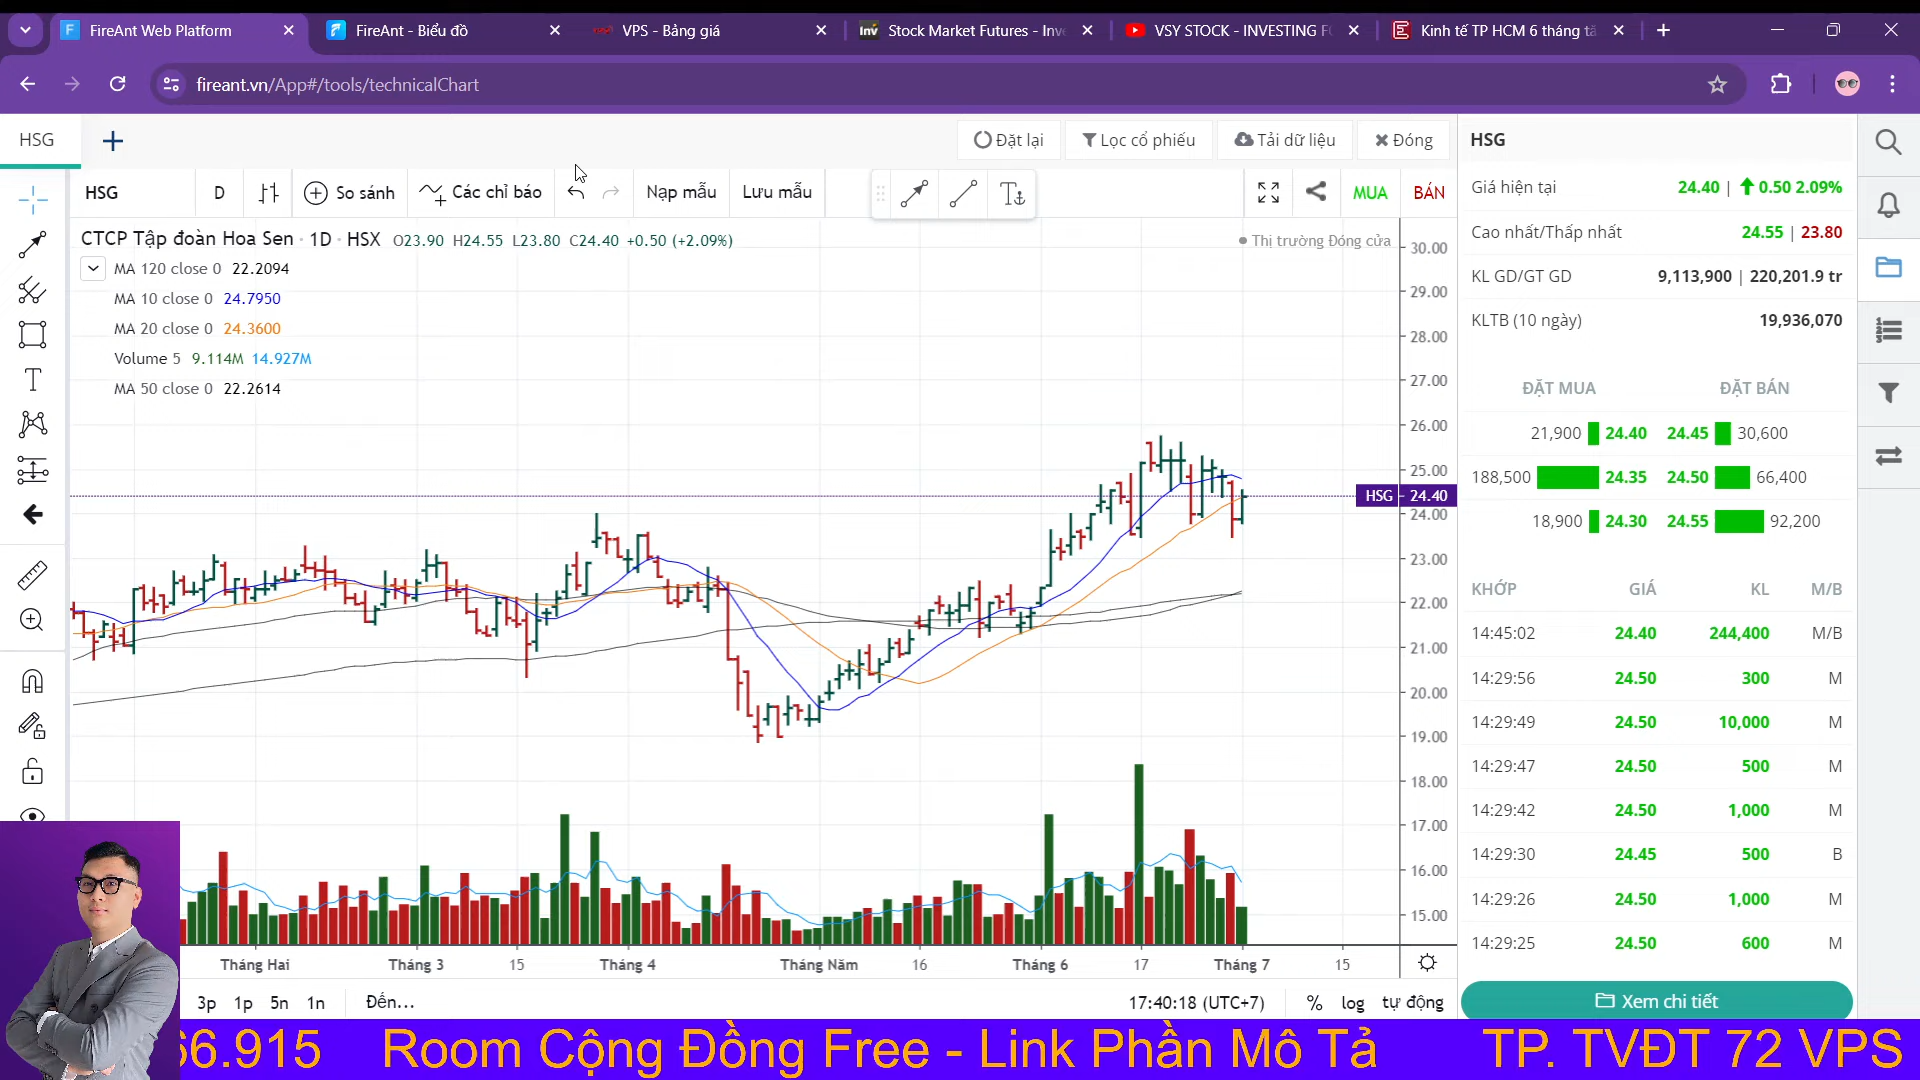 FireAnt Web Platform
FireAnt - Biểu đồ
VPS - Bảng giá
Inv
Stock Market Futures - Inve
VSY STOCK - INVESTING F
Kinh tế TP HCM 6 tháng tă
fireant.vn/App#/tools/technicalChart
HSG
Đặt lại
Lọc cổ phiếu
Tải dữ liệu
Đóng
HSG
D
So sánh
Các chỉ báo
Nạp mẫu
Lưu mẫu
MUA
BÁN
CTCP Tập đoàn Hoa Sen · 1D · HSX O23.90 H24.55 L23.80 C24.40 +0.50 (+2.09%)
Thị trường Đóng cửa
MA 120 close 0 22.2094
MA 10 close 0 24.7950
MA 20 close 0 24.3600
Volume 5 9.114M 14.927M
MA 50 close 0 22.2614
30.00
29.00
28.00
27.00
26.00
25.00
HSG 24.40
24.00
23.00
22.00
21.00
20.00
19.00
18.00
17.00
16.00
15.00
Tháng Hai
Tháng 3
15
Tháng 4
Tháng Năm
16
Tháng 6
17
Tháng 7
15
3p 1p 5n 1n
Đến...
17:40:18 (UTC+7)
% log tự động
HSG
Giá hiện tại 24.40 | 0.50 2.09%
Cao nhất/Thấp nhất 24.55 | 23.80
KL GD/GT GD 9,113,900 | 220,201.9 tr
KLTB (10 ngày) 19,936,070
ĐẶT MUA ĐẶT BÁN
21,900 24.40 24.45 30,600
188,500 24.35 24.50 66,400
18,900 24.30 24.55 92,200
KHỚP GIÁ KL M/B
14:45:02 24.40 244,400 M/B
14:29:56 24.50 300 M
14:29:49 24.50 10,000 M
14:29:47 24.50 500 M
14:29:42 24.50 1,000 M
14:29:30 24.45 500 B
14:29:26 24.50 1,000 M
14:29:25 24.50 600 M
Xem chi tiết
66.915 Room Cộng Đồng Free - Link Phần Mô Tả TP. TVĐT 72 VPS